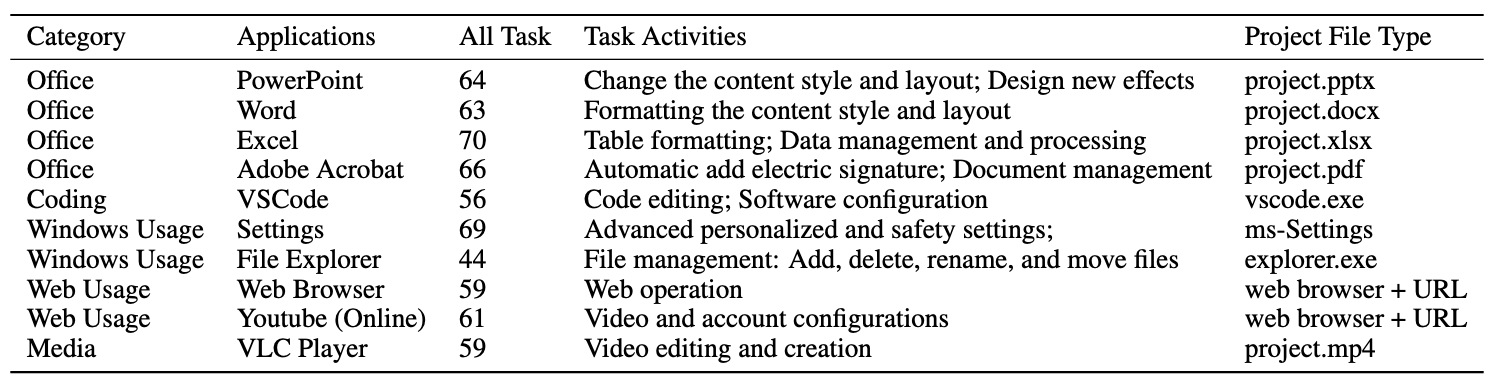 Category Applications All Task Task Activities Project File Type
Office PowerPoint 64 Change the content style and layout; Design new effects project.pptx
Office Word 63 Formatting the content style and layout project.docx
Office Excel 70 Table formatting; Data management and processing project.xlsx
Office Adobe Acrobat 66 Automatic add electric signature; Document management project.pdf
Coding VSCode 56 Code editing; Software configuration vscode.exe
Windows Usage Settings 69 Advanced personalized and safety settings; ms-Settings
Windows Usage File Explorer 44 File management: Add, delete, rename, and move files explorer.exe
Web Usage Web Browser 59 Web operation web browser + URL
Web Usage Youtube (Online) 61 Video and account configurations web browser + URL
Media VLC Player 59 Video editing and creation project.mp4